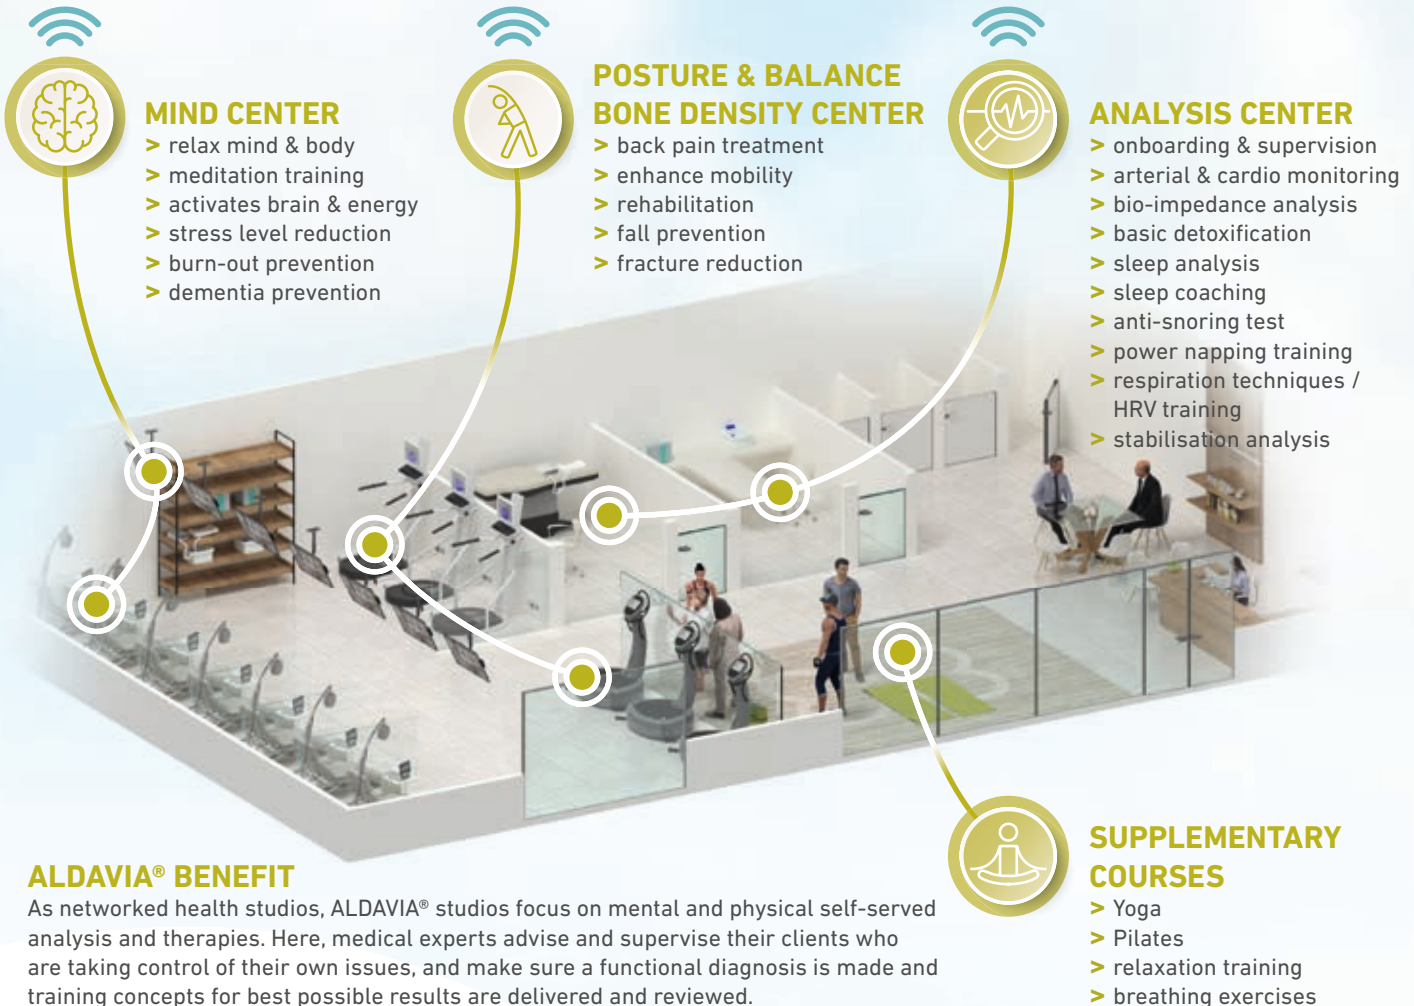 MIND CENTER
> relax mind & body
> meditation training
> activates brain & energy
> stress level reduction
> burn-out prevention
> dementia prevention
POSTURE & BALANCE
BONE DENSITY CENTER
> back pain treatment
> enhance mobility
> rehabilitation
> fall prevention
> fracture reduction
ANALYSIS CENTER
> onboarding & supervision
> arterial & cardio monitoring
> bio-impedance analysis
> basic detoxification
> sleep analysis
> sleep coaching
> anti-snoring test
> power napping training
> respiration techniques /
HRV training
> stabilisation analysis
ALDAVIA® BENEFIT
As networked health studios, ALDAVIA® studios focus on mental and physical self-served
analysis and therapies. Here, medical experts advise and supervise their clients who
are taking control of their own issues, and make sure a functional diagnosis is made and
training concepts for best possible results are delivered and reviewed.
SUPPLEMENTARY
COURSES
> Yoga
> Pilates
> relaxation training
> breathing exercises